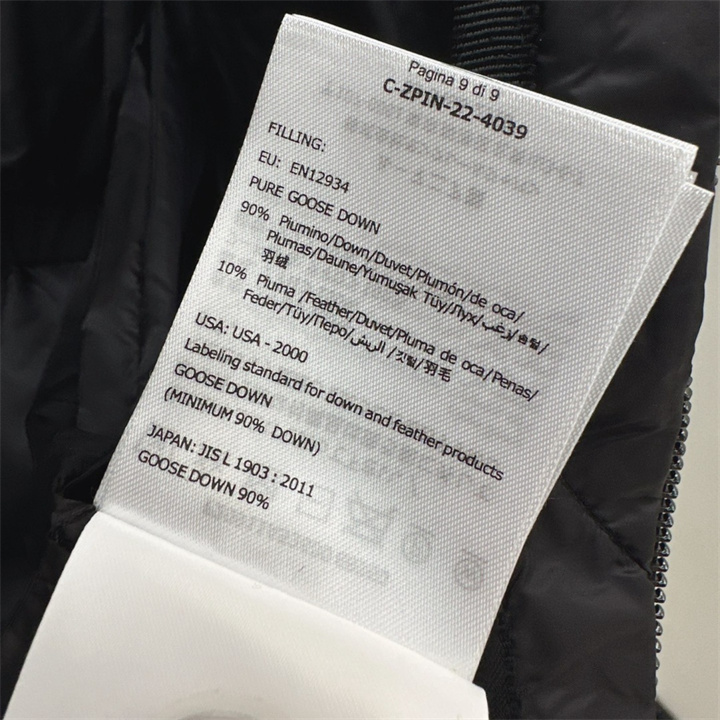 Pagina 9 di 9
C-ZPIN-22-4039
FILLING:
EU: EN12934
PURE GOOSE DOWN
90% Piumino/Down/Duvet/Plumón/de oca/
Plumas/Daune/Yumuşak Tüy/Пух/زغب/솜털/
羽绒
10% Piuma /Feather/Duvet/Pluma de oca/Penas/
Feder/Tüy/Перо/الريش /깃털/羽毛
USA: USA - 2000
Labeling standard for down and feather products
GOOSE DOWN
(MINIMUM 90% DOWN)
JAPAN: JIS L 1903 : 2011
GOOSE DOWN 90%